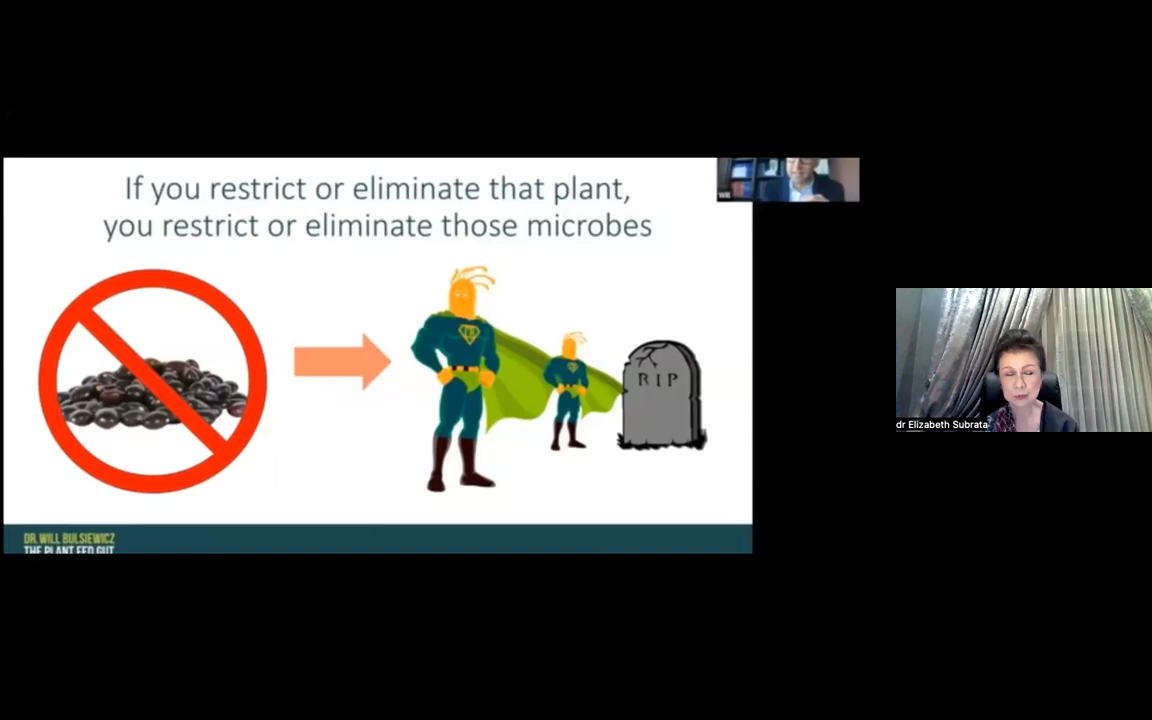 If you restrict or eliminate that plant,
you restrict or eliminate those microbes
RIP
DR. WILL BULSIEWICZ
THE PLANT FED GUT
dr Elizabeth Subrata